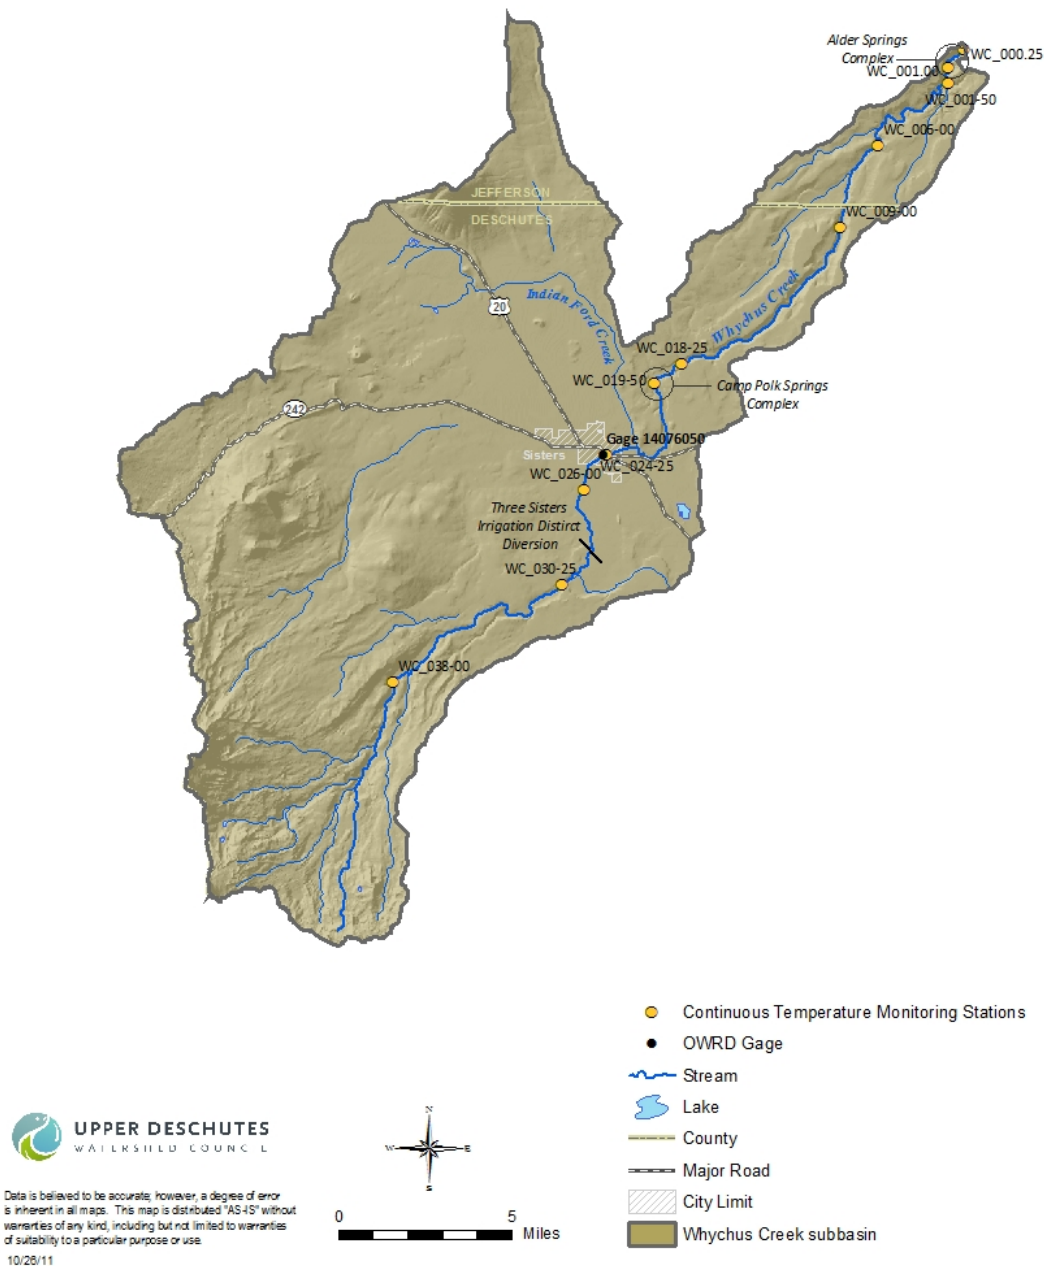 Alder Springs
Complex
WC_000.25
WC_001.00
WC_001-50
WC_006-00
JEFFERSON
DESCHUTES
WC_009-00
20
Indian Ford Creek
Whychus Creek
WC_018-25
WC_019-50
Camp Polk Springs
Complex
242
Gage 14076050
Sisters
WC_024-25
WC_026-00
Three Sisters
Irrigation Distirct
Diversion
WC_030-25
WC_038-00
Continuous Temperature Monitoring Stations
OWRD Gage
Stream
Lake
County
Major Road
City Limit
Whychus Creek subbasin
UPPER DESCHUTES
WATERSHED COUNCIL
N
W
E
S
0
5
Miles
Data is believed to be accurate; however, a degree of error
is inherent in all maps. This map is distributed "AS-IS" without
warranties of any kind, including but not limited to warranties
of suitability to a particular purpose or use.
10/26/11